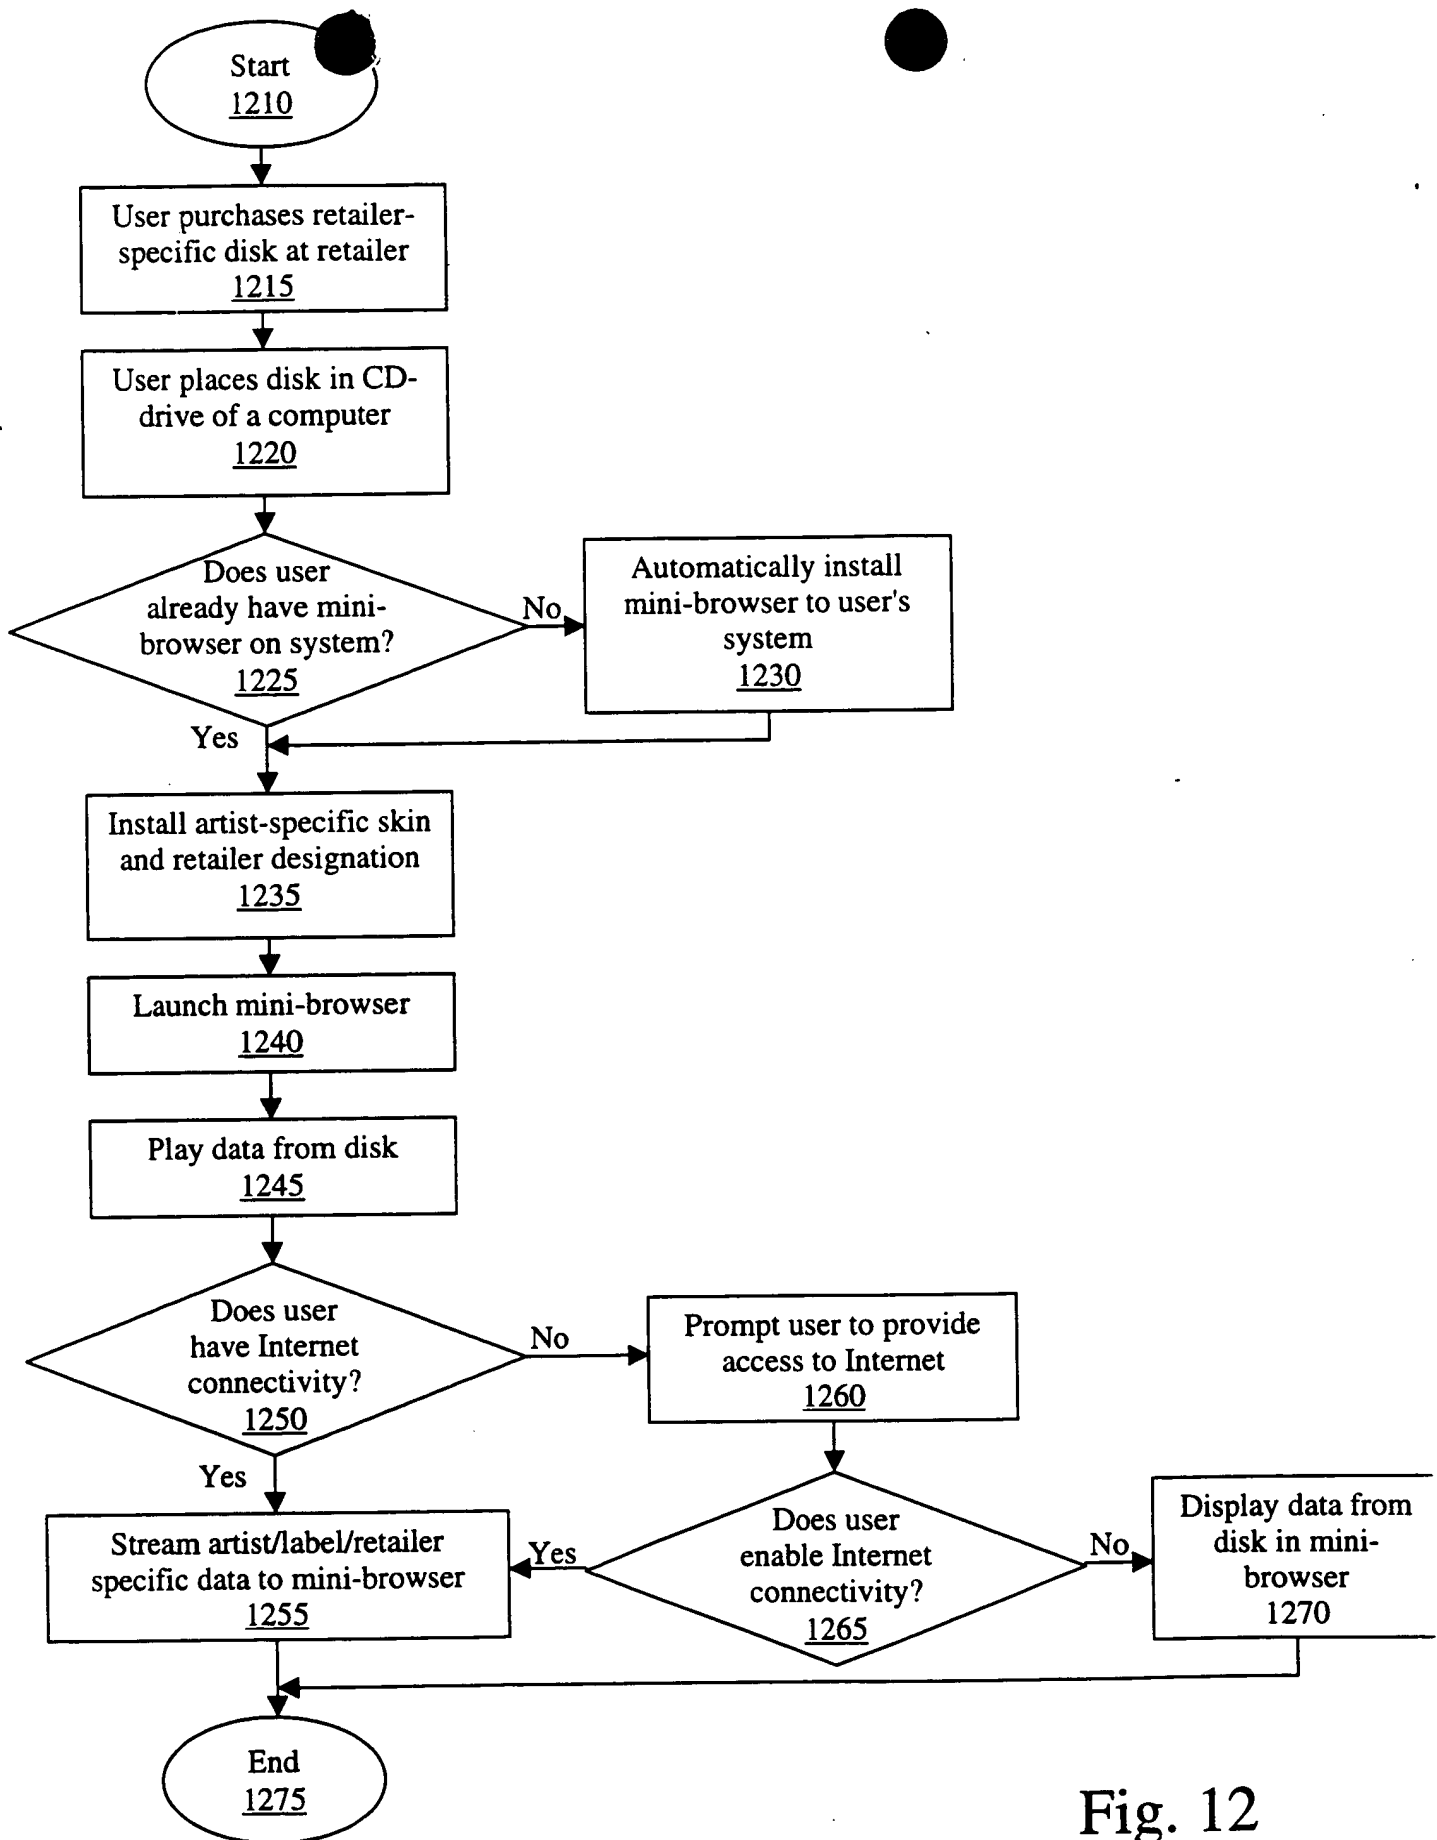 Start
1210
User purchases retailer-
specific disk at retailer
1215
User places disk in CD-
drive of a computer
1220
Does user
already have mini-
browser on system?
1225
No
Automatically install
mini-browser to user's
system
1230
Yes
Install artist-specific skin
and retailer designation
1235
Launch mini-browser
1240
Play data from disk
1245
Does user
have Internet
connectivity?
1250
No
Prompt user to provide
access to Internet
1260
Yes
Stream artist/label/retailer
specific data to mini-browser
1255
Yes
Does user
enable Internet
connectivity?
1265
No
Display data from
disk in mini-
browser
1270
End
1275
Fig. 12